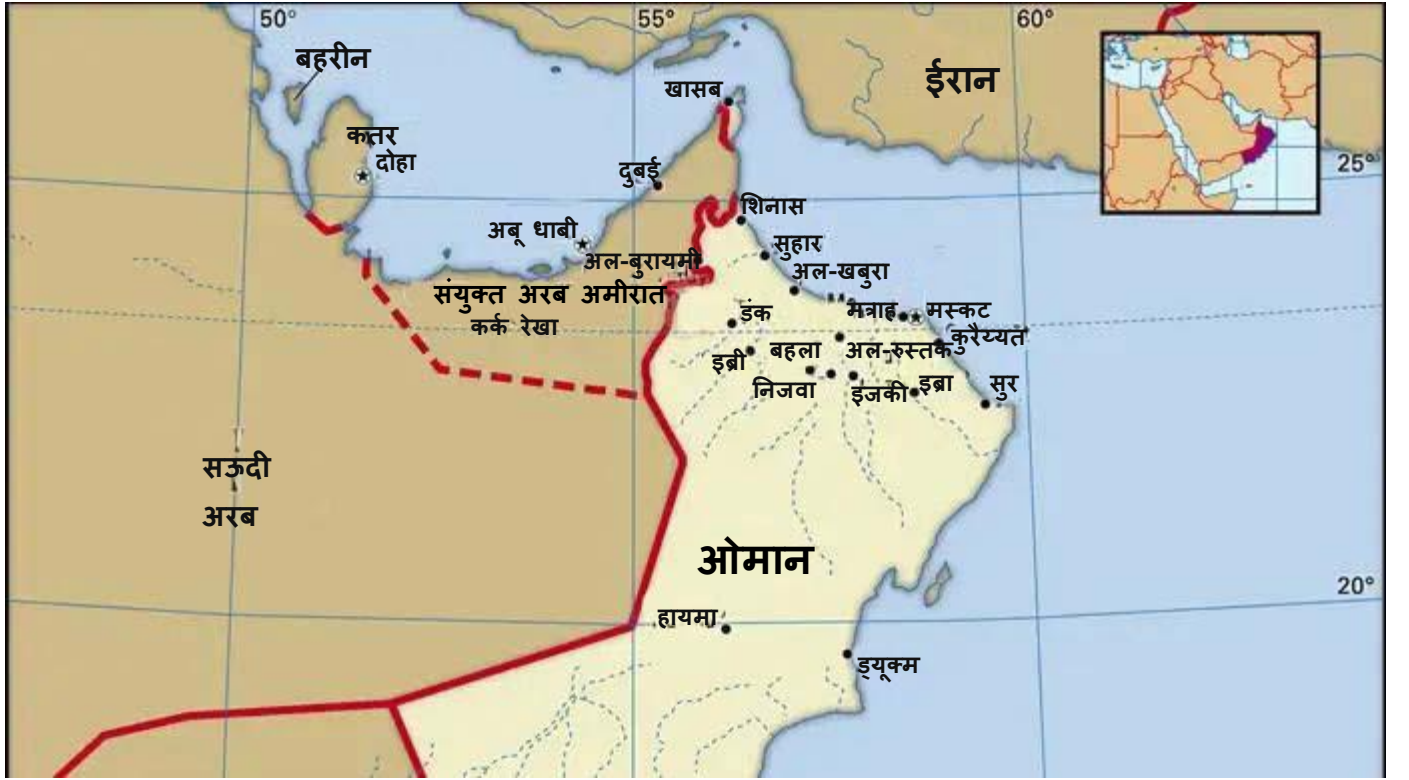 50°
55°
60°
बहरीन
ईरान
खासब
कतर
दोहा
दुबई
25°
शिनास
अबू धाबी
सुहार
अल-बुरायमी
अल-खबुरा
संयुक्त अरब अमीरात
डंक
मत्राह
मस्कट
कर्क रेखा
कुरैय्यत
इब्री
बहला
अल-रुस्तक
निजवा
इजकी
इब्रा
सुर
सऊदी
अरब
ओमान
20°
हायमा
ड्यूक्म